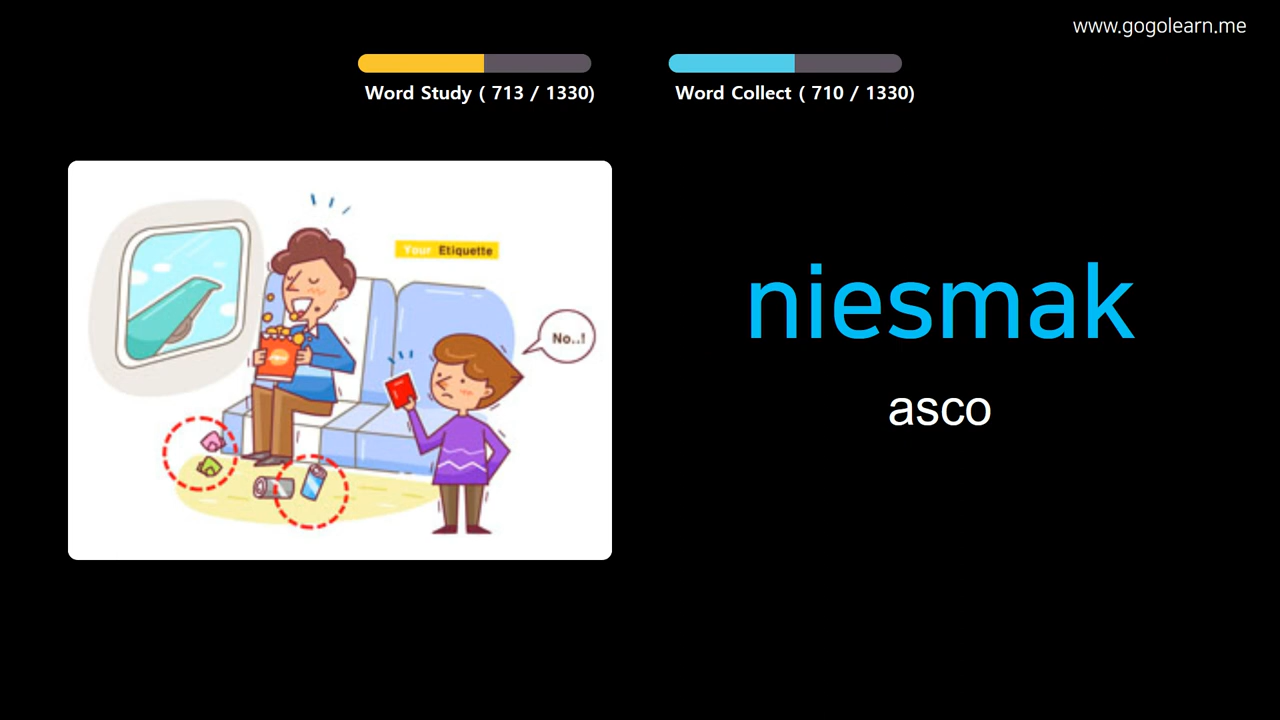 www.gogolearn.me
Word Study ( 713 / 1330)
Word Collect ( 710 / 1330)
Your Etiquette
No..!
niesmak
asco